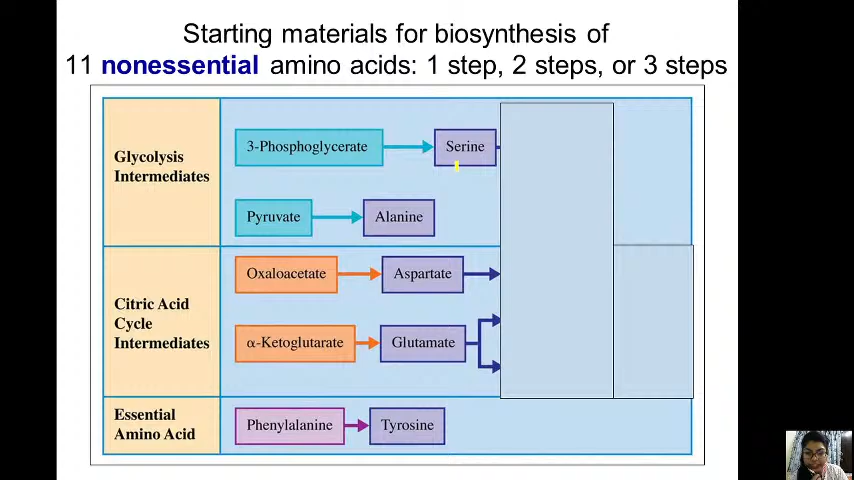 Starting materials for biosynthesis of
11 nonessential amino acids: 1 step, 2 steps, or 3 steps
Glycolysis
Intermediates
3-Phosphoglycerate
Serine
Pyruvate
Alanine
Citric Acid
Cycle
Intermediates
Oxaloacetate
Aspartate
α-Ketoglutarate
Glutamate
Essential
Amino Acid
Phenylalanine
Tyrosine